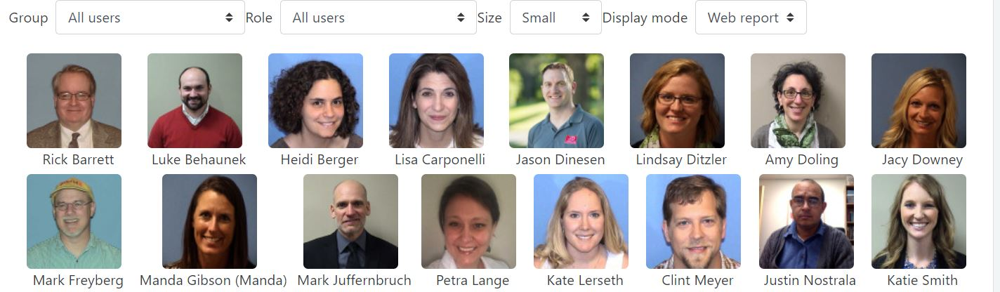 Group All users Role All users Size Small Display mode Web report
Rick Barrett Luke Behaunek Heidi Berger Lisa Carponelli Jason Dinesen Lindsay Ditzler Amy Doling Jacy Downey
Mark Freyberg Manda Gibson (Manda) Mark Juffernbruch Petra Lange Kate Lerseth Clint Meyer Justin Nostrala Katie Smith